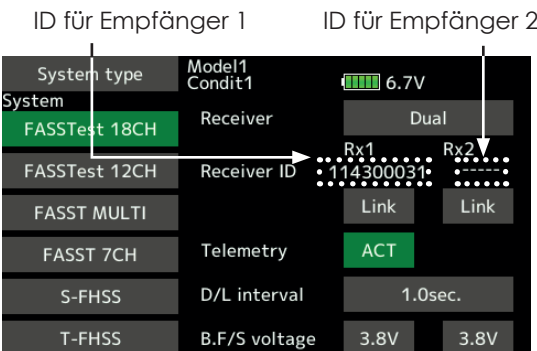 ID für Empfänger 1 ID für Empfänger 2
System type Model1
Condit1 6.7V
System
FASSTest 18CH Receiver Dual
Rx1 Rx2
FASSTest 12CH Receiver ID 114300031 -----
FASST MULTI Link Link
FASST 7CH Telemetry ACT
S-FHSS D/L interval 1.0sec.
T-FHSS B.F/S voltage 3.8V 3.8V